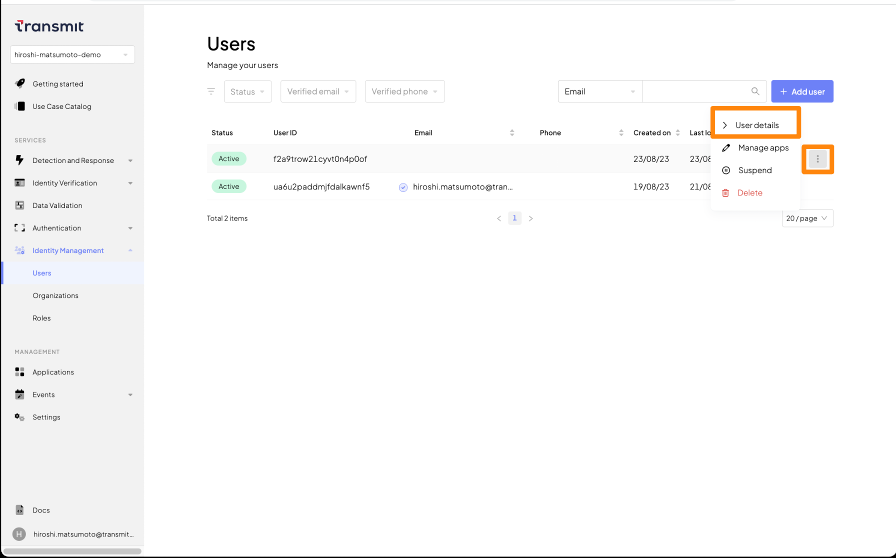 Transmit
hiroshi-matsumoto-demo
Getting started
Use Case Catalog
SERVICES
Detection and Response
Identity Verification
Data Validation
Authentication
Identity Management
Users
Organizations
Roles
MANAGEMENT
Applications
Events
Settings
Docs
H hiroshi.matsumoto@transmit...
Users
Manage your users
Status Verified email Verified phone Email + Add user
Status User ID Email Phone Created on Last lo
Active f2a9trow21cyvt0n4p0of 23/08/23 23/08
Active ua6u2paddmjfdalkawnf5 hiroshi.matsumoto@tran... 19/08/23 21/08
Total 2 items < 1 > 20 / page
User details
Manage apps
Suspend
Delete